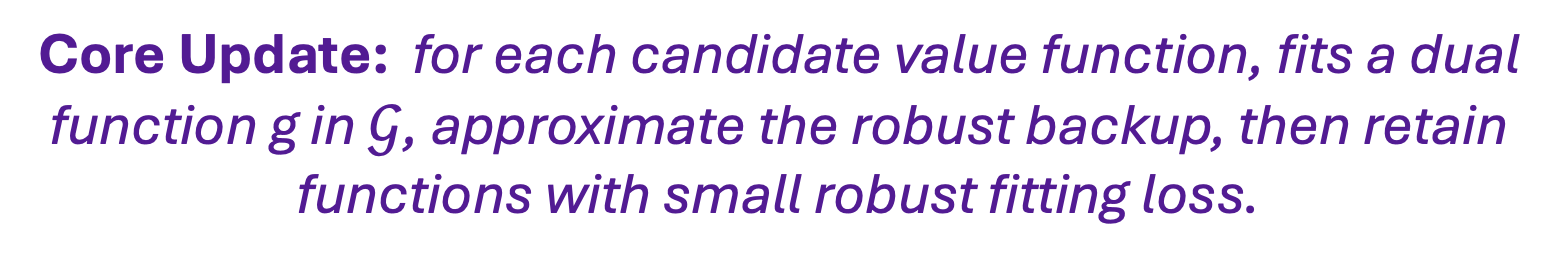 Core Update: for each candidate value function, fits a dual
function g in 𝒢, approximate the robust backup, then retain
functions with small robust fitting loss.